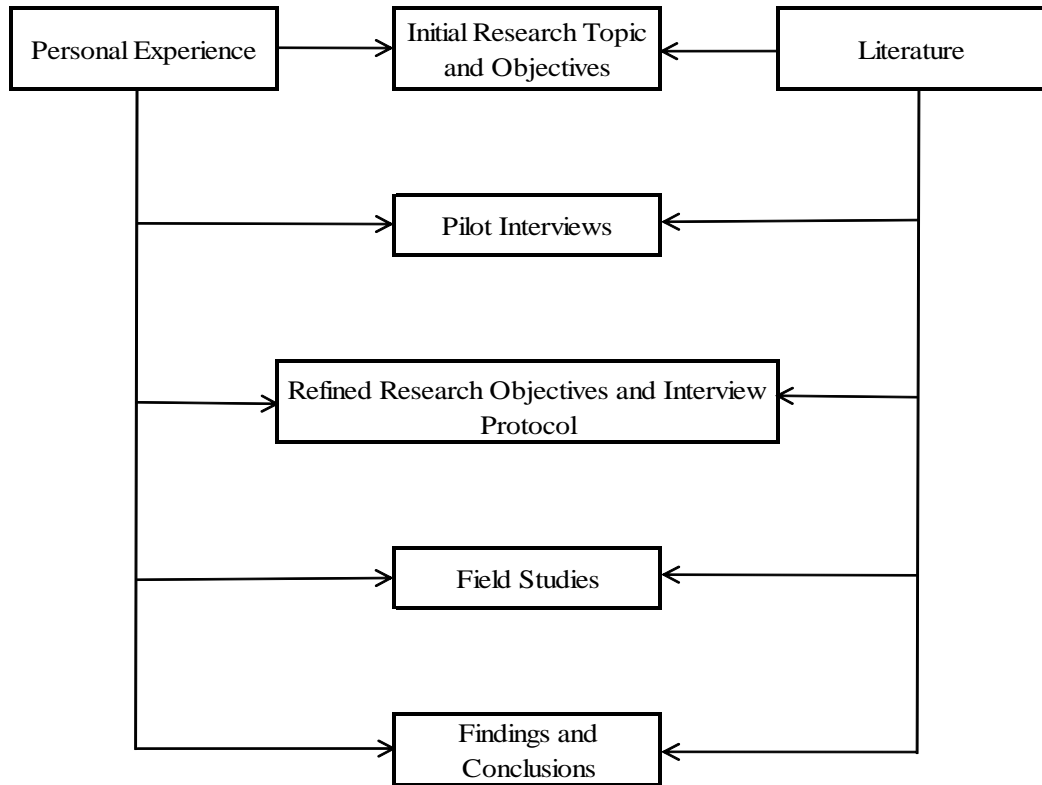 Personal Experience
Initial Research Topic
and Objectives
Literature
Pilot Interviews
Refined Research Objectives and Interview
Protocol
Field Studies
Findings and
Conclusions